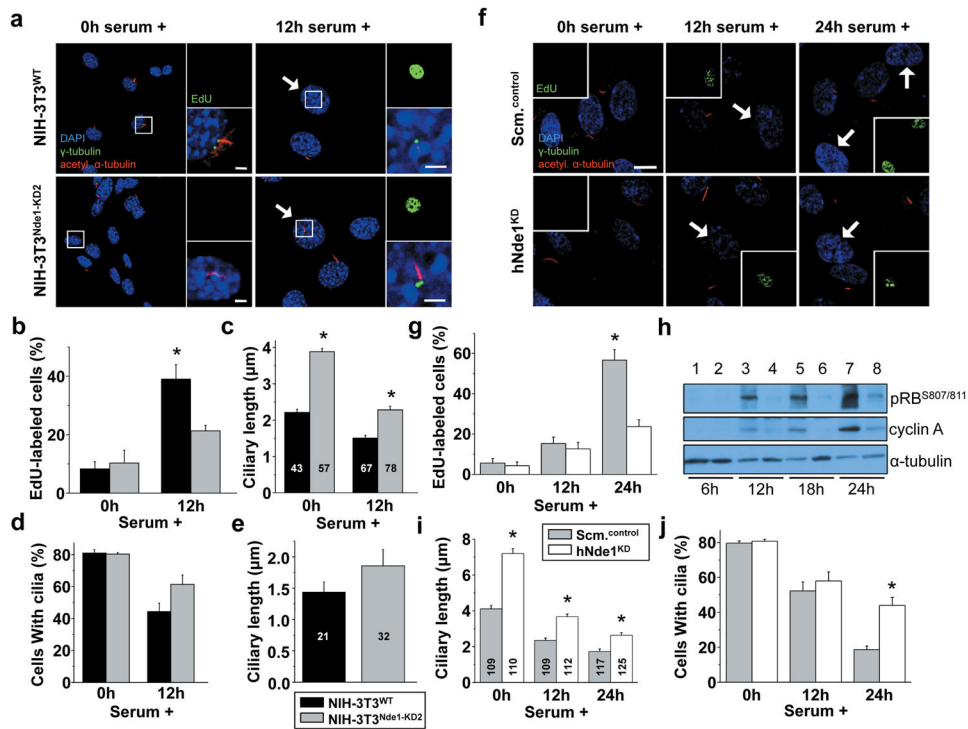 a
0h serum +
12h serum +
NIH-3T3WT
EdU
DAPI
γ-tubulin
acetyl. α-tubulin
NIH-3T3Nde1-KD2
f
0h serum +
12h serum +
24h serum +
Scm.control
EdU
DAPI
γ-tubulin
acetyl. α-tubulin
hNde1KD
b
EdU-labeled cells (%)
60
40
20
0
*
0h
12h
Serum +
c
Ciliary length (µm)
4
3
2
1
0
*
*
43
57
67
78
0h
12h
Serum +
g
EdU-labeled cells (%)
60
40
20
0
*
0h
12h
24h
Serum +
h
1 2 3 4 5 6 7 8
pRBS807/811
cyclin A
α-tubulin
6h 12h 18h 24h
d
Cells With cilia (%)
100
80
60
40
20
0
0h
12h
Serum +
e
Ciliary length (µm)
2.0
1.5
1.0
0.5
0.0
21
32
NIH-3T3WT
NIH-3T3Nde1-KD2
i
Ciliary length (µm)
8
6
4
2
0
*
*
*
109
110
109
112
117
125
0h
12h
24h
Serum +
Scm.control
hNde1KD
j
Cells With cilia (%)
80
60
40
20
0
*
0h
12h
24h
Serum +